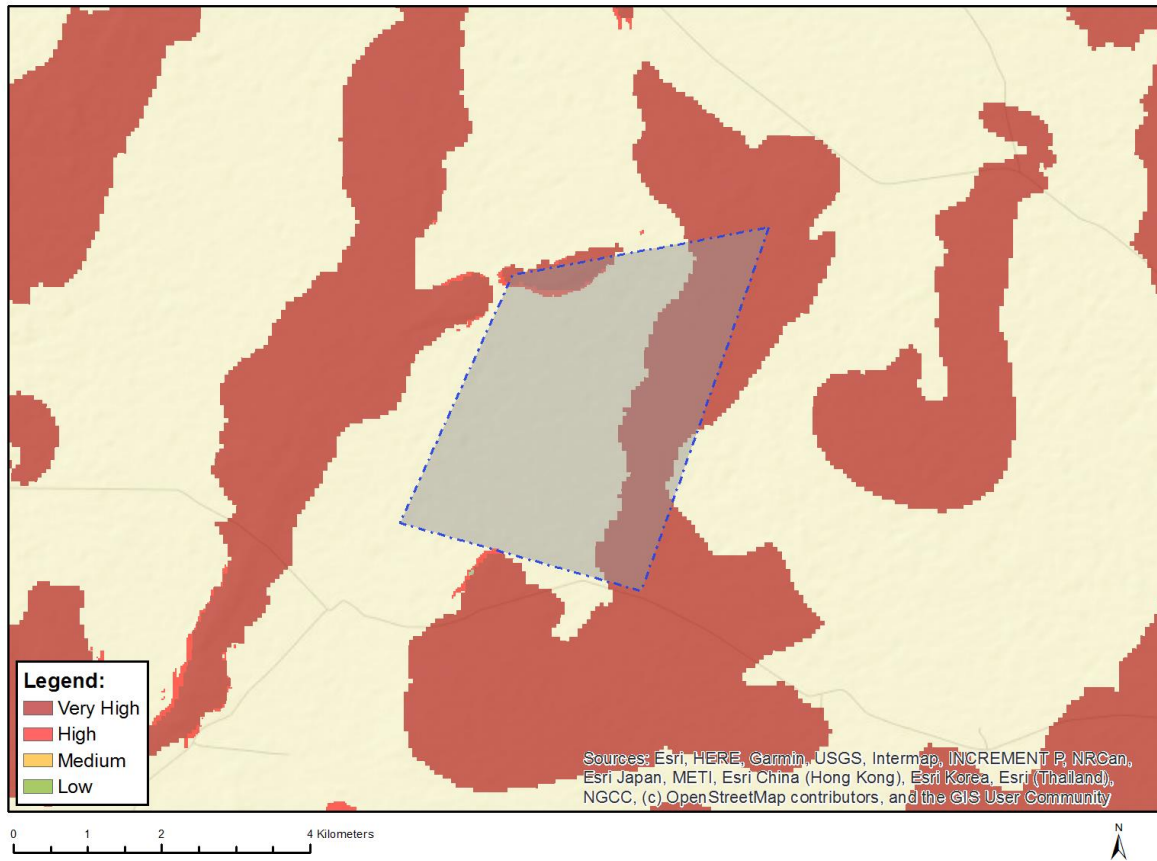 Legend:
Very High
High
Medium
Low
Sources: Esri, HERE, Garmin, USGS, Intermap, INCREMENT P, NRCan,
Esri Japan, METI, Esri China (Hong Kong), Esri Korea, Esri (Thailand),
NGCC, (c) OpenStreetMap contributors, and the GIS User Community
0 1 2 4 Kilometers
N